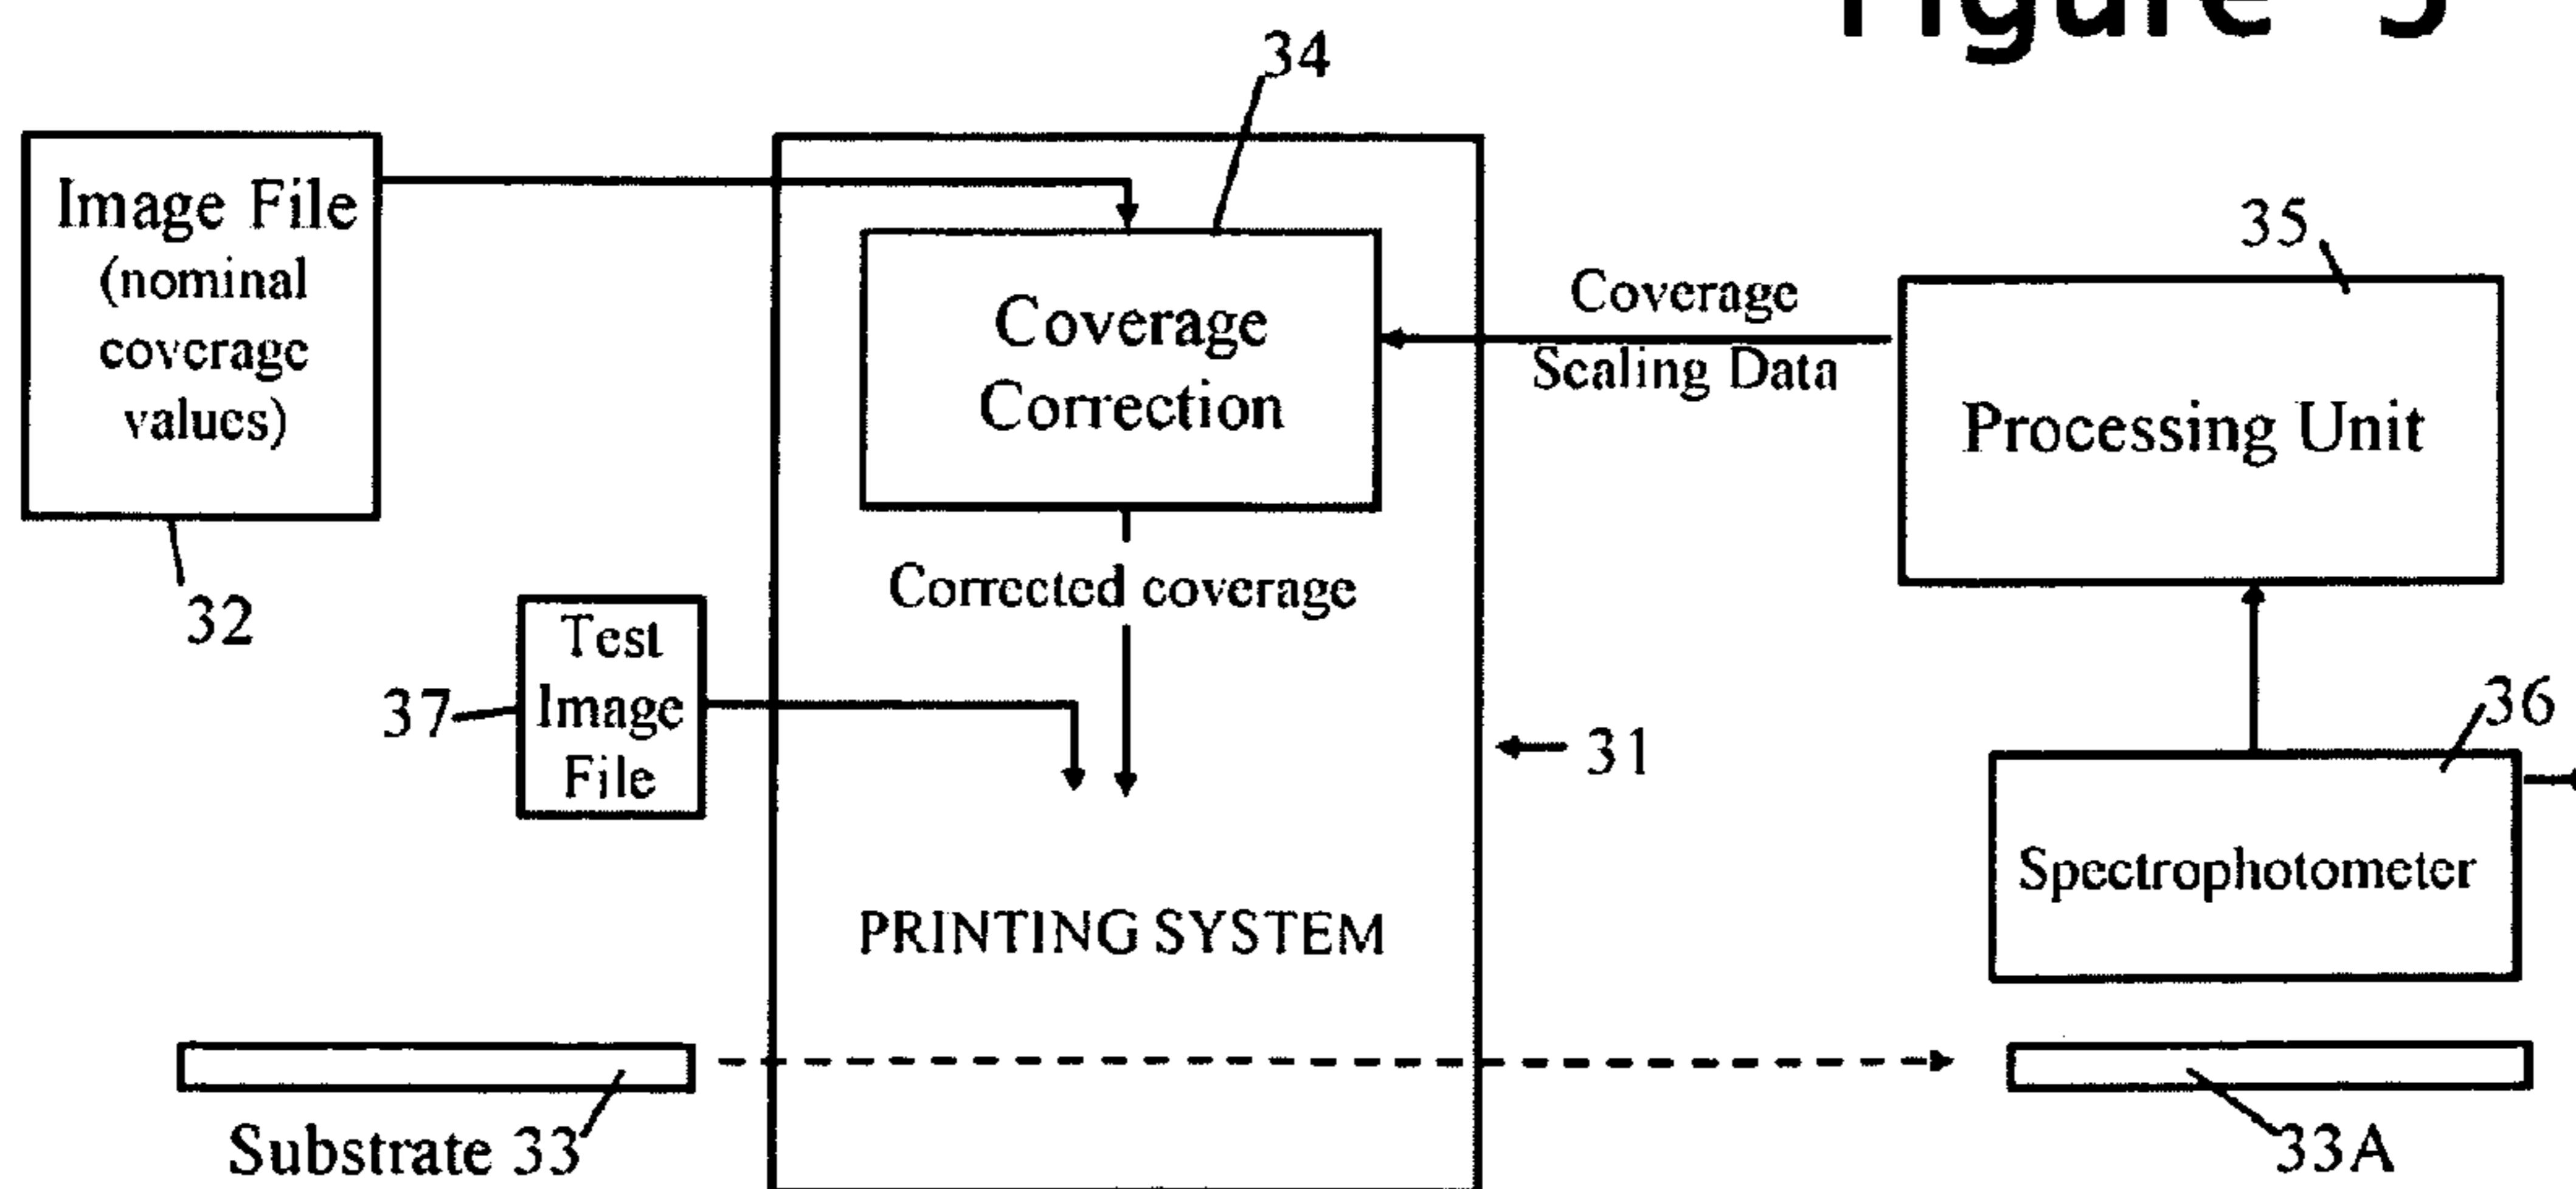 Figure 3
34
Image File
(nominal
coverage
values)
32
Coverage
Correction
Coverage
Scaling Data
35
Processing Unit
Corrected coverage
Test
Image
File
37
31
36
Spectrophotometer
PRINTING SYSTEM
Substrate 33
33A